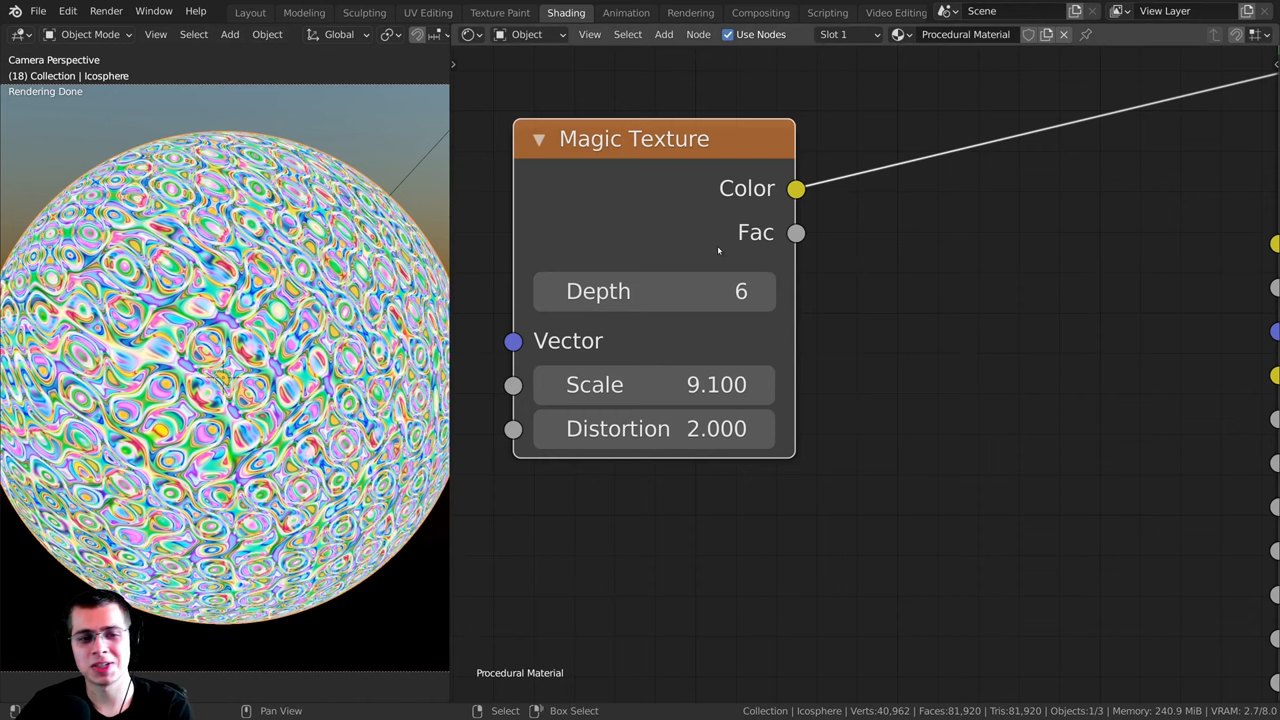 File Edit Render Window Help Layout Modeling Sculpting UV Editing Texture Paint Shading Animation Rendering Compositing Scripting Video Editing Scene View Layer
Object Mode View Select Add Object Global Object View Select Add Node Use Nodes Slot 1 Procedural Material
Camera Perspective
(18) Collection | Icosphere
Rendering Done
Magic Texture
Color
Fac
Depth 6
Vector
Scale 9.100
Distortion 2.000
Procedural Material
Pan View Select Box Select Collection | Icosphere Verts:40,962 | Faces:81,920 | Tris:81,920 | Objects:1/3 | Memory: 240.9 MiB | VRAM: 2.7/8.0